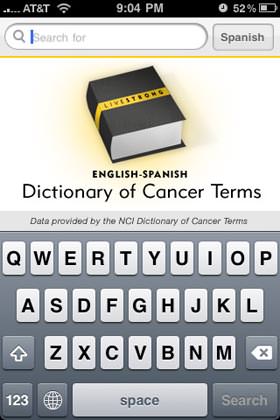 AT&T 9:04 PM 52%
Search for Spanish
LIVESTRONG
ENGLISH-SPANISH
Dictionary of Cancer Terms
Data provided by the NCI Dictionary of Cancer Terms
Q W E R T Y U I O P
A S D F G H J K L
Z X C V B N M
123 space Search